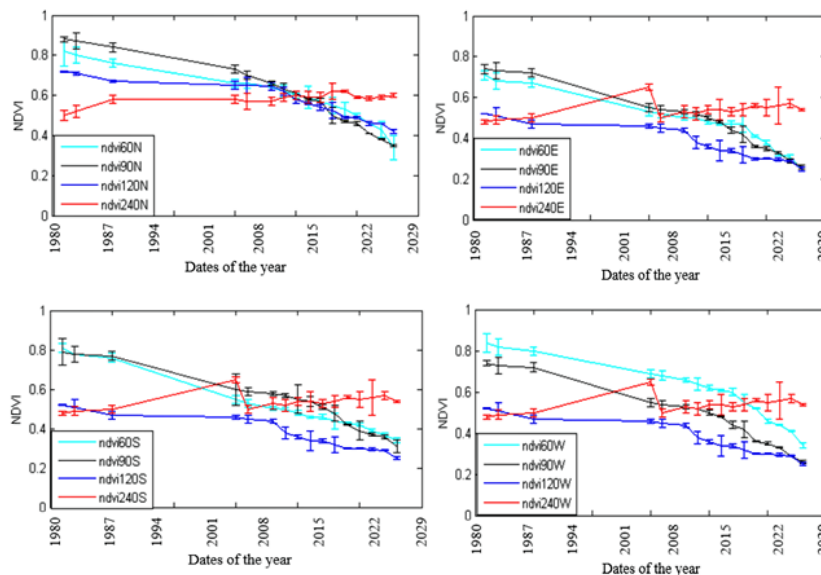 1
0.8
0.6
0.4
0.2
0
NDVI
ndvi60N
ndvi90N
ndvi120N
ndvi240N
1980
1987
1994
2001
2008
2015
2022
2029
Dates of the year
1
0.8
0.6
0.4
0.2
0
NDVI
ndvi60E
ndvi90E
ndvi120E
ndvi240E
1980
1987
1994
2001
2008
2015
2022
2029
Dates of the year
1
0.8
0.6
0.4
0.2
0
NDVI
ndvi60S
ndvi90S
ndvi120S
ndvi240S
1980
1987
1994
2001
2008
2015
2022
2029
Dates of the year
1
0.8
0.6
0.4
0.2
0
NDVI
ndvi60W
ndvi90W
ndvi120W
ndvi240W
1980
1987
1994
2001
2008
2015
2022
2029
Dates of the year